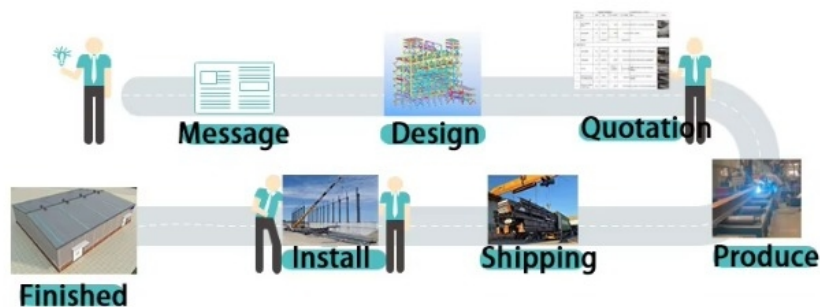 Message
Design
Quotation
Produce
Shipping
Install
Finished